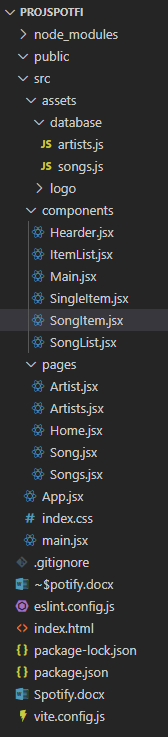 PROJSPOTFI
node_modules
public
src
assets
database
JS artists.js
JS songs.js
logo
components
Hearder.jsx
ItemList.jsx
Main.jsx
SingleItem.jsx
SongItem.jsx
SongList.jsx
pages
Artist.jsx
Artists.jsx
Home.jsx
Song.jsx
Songs.jsx
App.jsx
# index.css
main.jsx
.gitignore
~$potify.docx
eslint.config.js
<> index.html
{} package-lock.json
{} package.json
Spotify.docx
vite.config.js